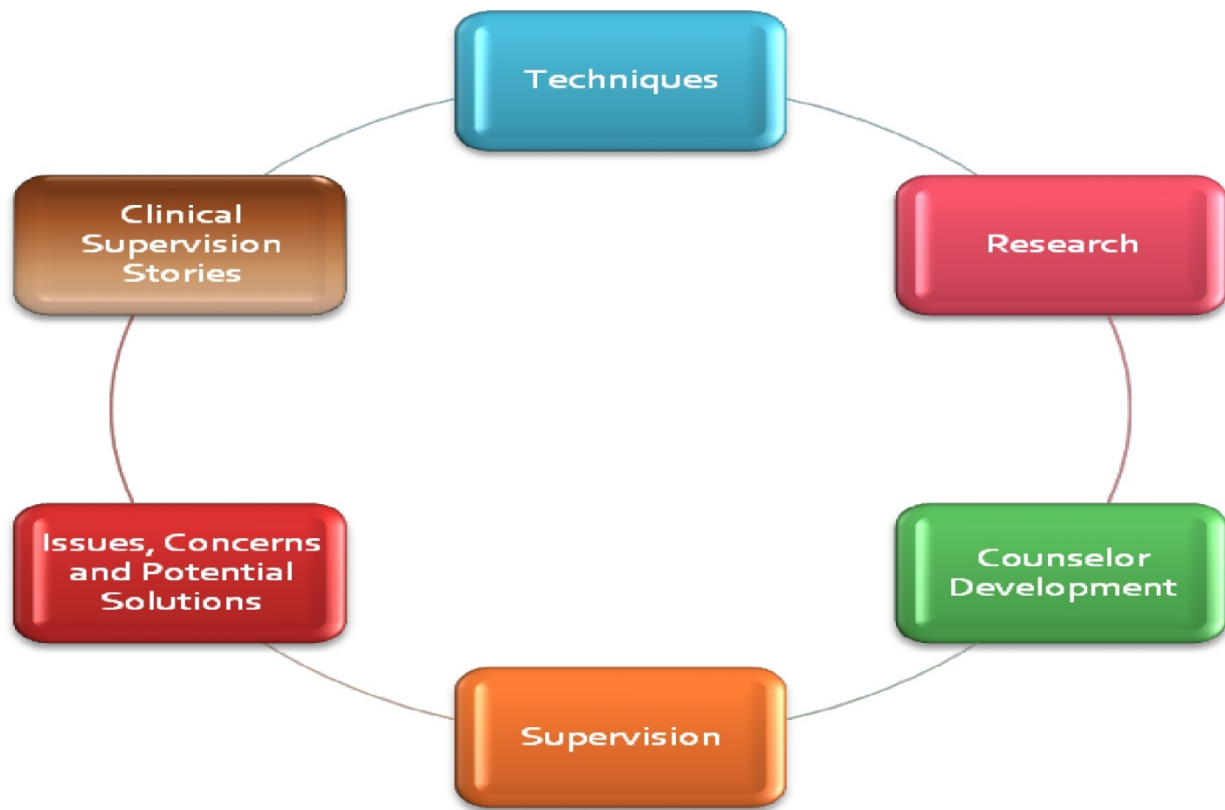 Techniques
Research
Counselor
Development
Supervision
Issues, Concerns
and Potential
Solutions
Clinical
Supervision
Stories